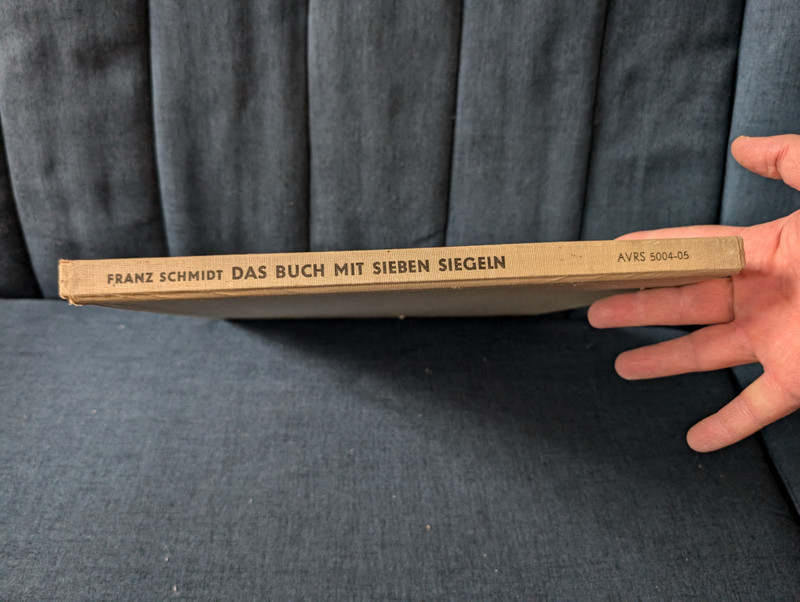 FRANZ SCHMIDT DAS BUCH MIT SIEBEN SIEGELN AVRS 5004-05